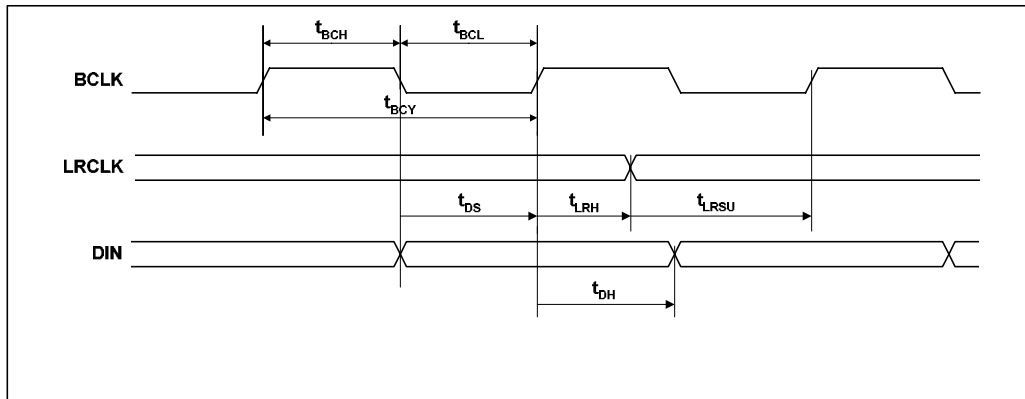 tBCH tBCL
BCLK
tBCY
LRCLK
tDS tLRH tLRSU
DIN
tDH